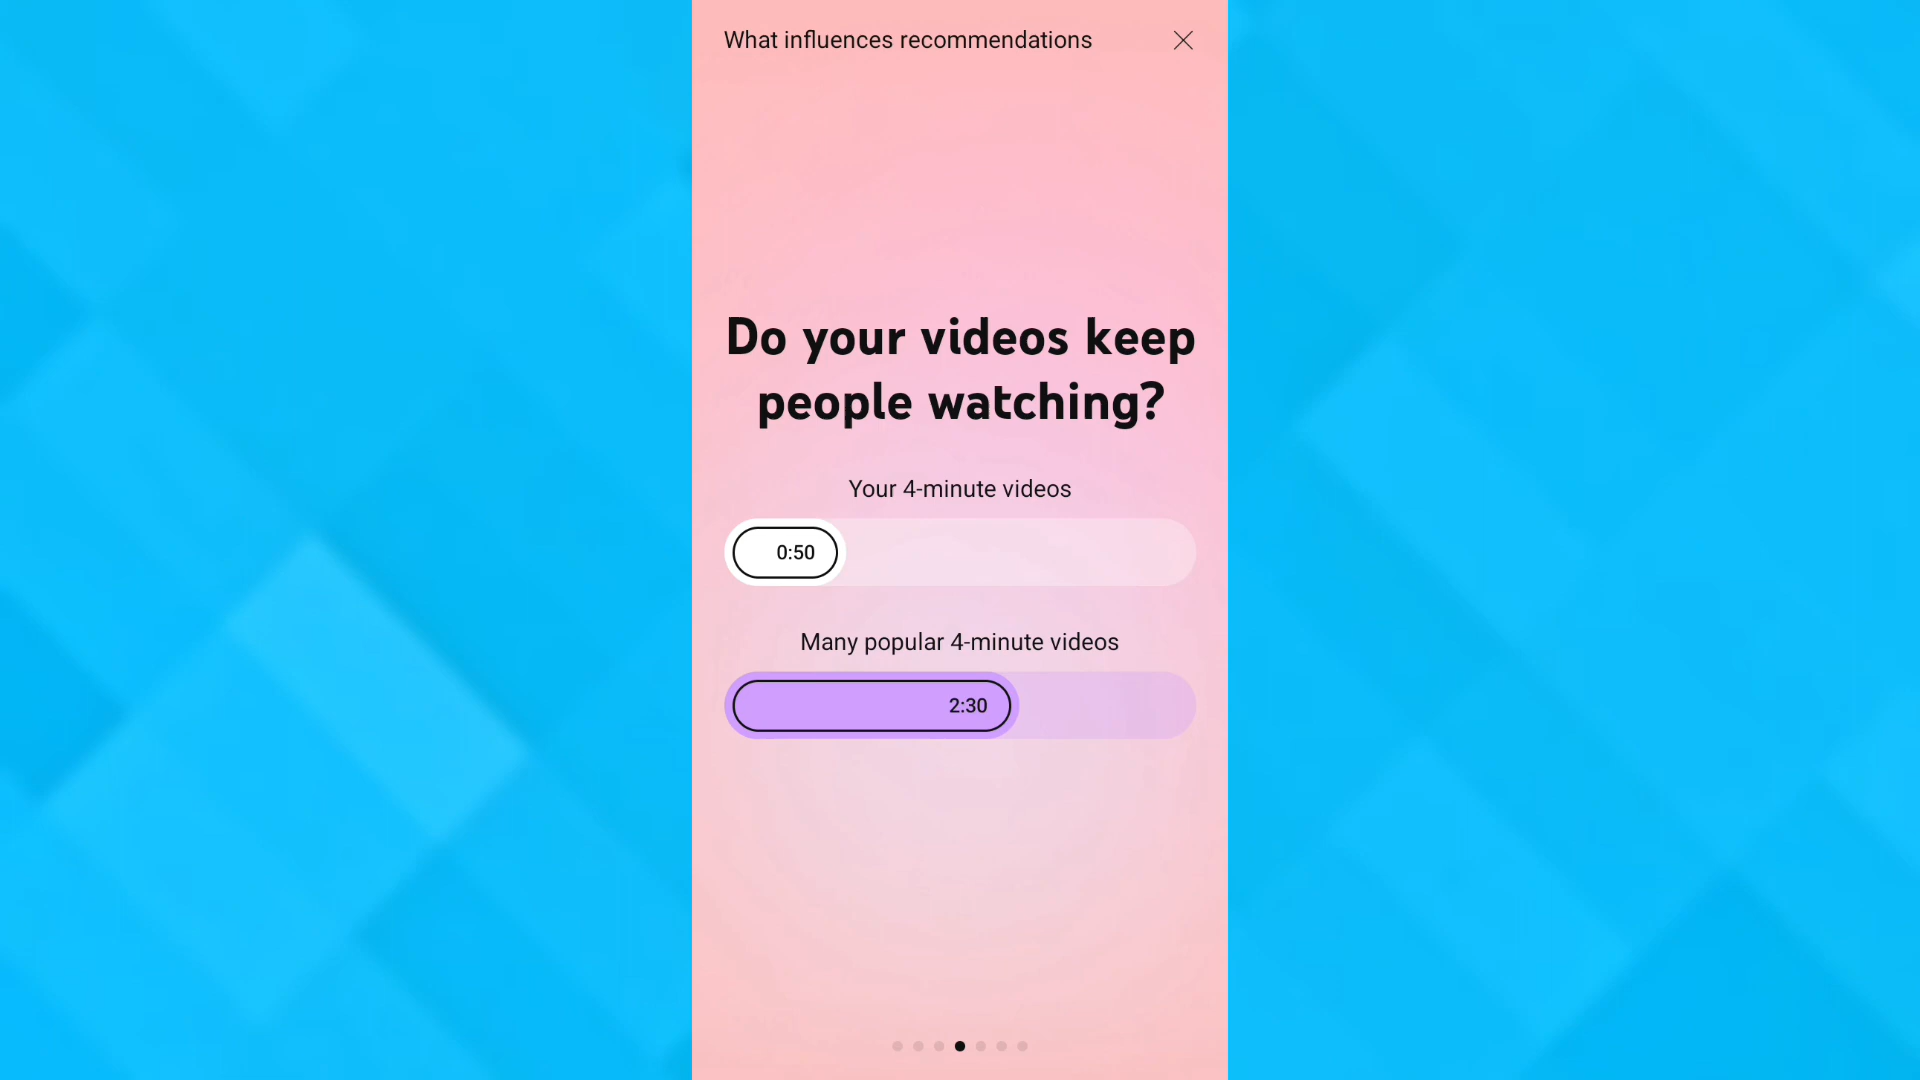 What influences recommendations
Do your videos keep
people watching?
Your 4-minute videos
0:50
Many popular 4-minute videos
2:30